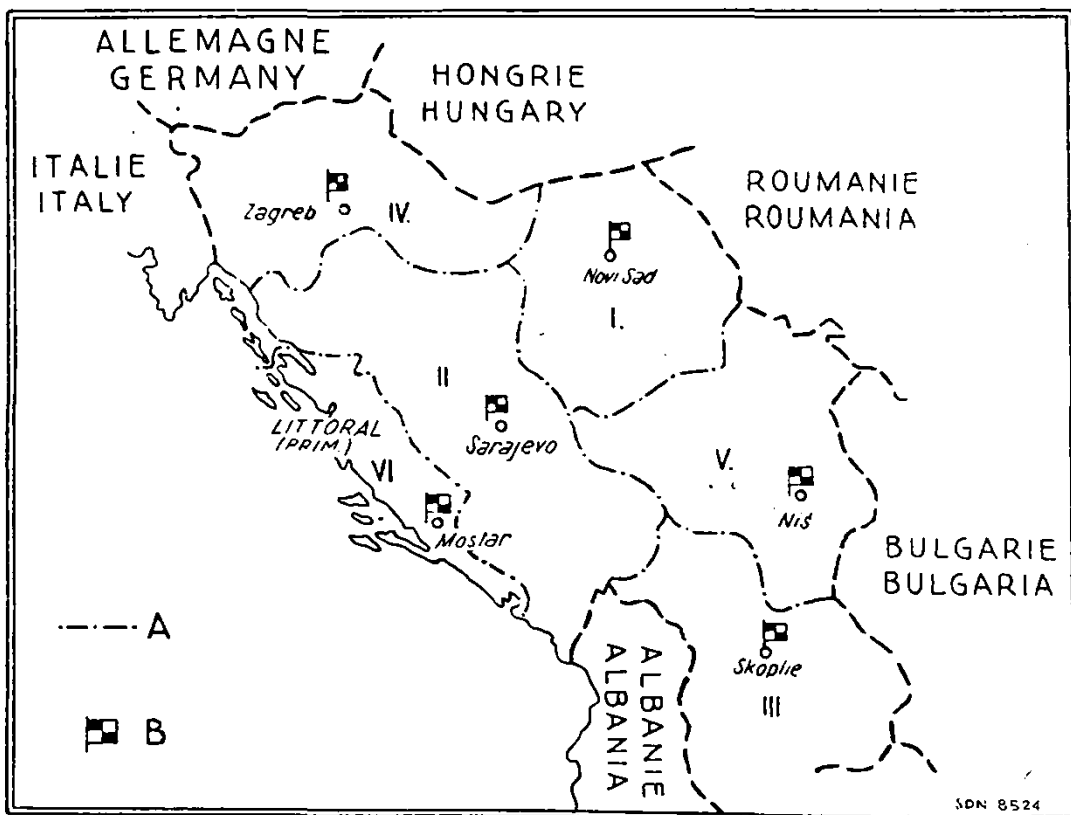 ALLEMAGNE
GERMANY
HONGRIE
HUNGARY
ITALIE
ITALY
ROUMANIE
ROUMANIA
Zagreb
IV.
Novi Sad
I.
II
Sarajevo
LITTORAL
(PRIM.)
VI
Mostar
V.
Niš
BULGARIE
BULGARIA
Skoplie
III
ALBANIE
ALBANIA
A
B
SDN 8524